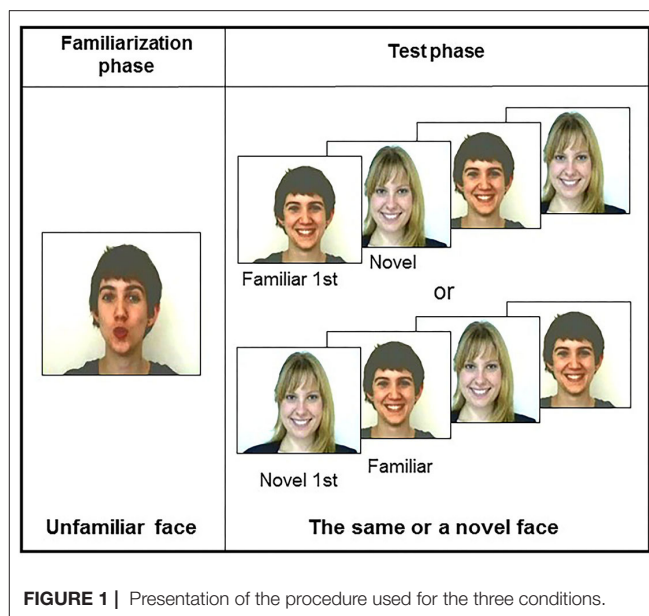 Familiarization
phase
Test phase
Familiar 1st
Novel
or
Novel 1st
Familiar
Unfamiliar face
The same or a novel face
FIGURE 1 | Presentation of the procedure used for the three conditions.